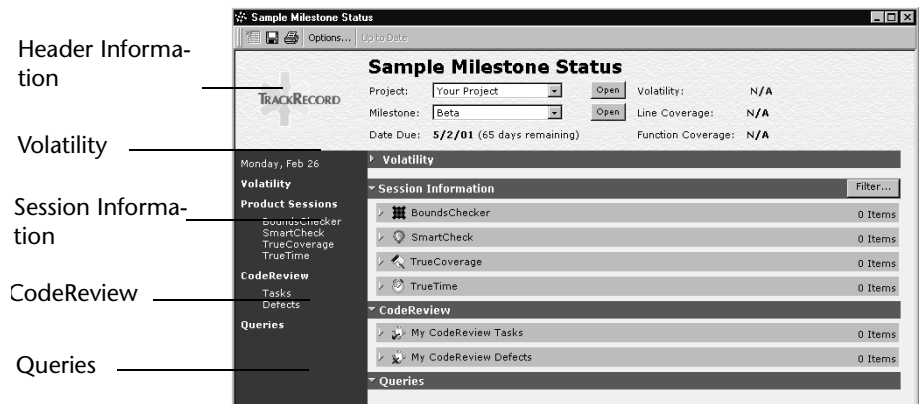 Sample Milestone Status
Options... Up to Date
Header Informa-
tion
TRACKRECORD
Sample Milestone Status
Project: Your Project Open Volatility: N/A
Milestone: Beta Open Line Coverage: N/A
Date Due: 5/2/01 (65 days remaining) Function Coverage: N/A
Volatility
Session Informa-
tion
CodeReview
Queries
Monday, Feb 26
Volatility
Product Sessions
BoundsChecker
SmartCheck
TrueCoverage
TrueTime
CodeReview
Tasks
Defects
Queries
Volatility
Session Information Filter...
BoundsChecker 0 Items
SmartCheck 0 Items
TrueCoverage 0 Items
TrueTime 0 Items
CodeReview
My CodeReview Tasks 0 Items
My CodeReview Defects 0 Items
Queries